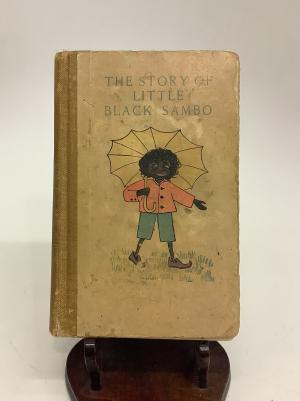 THE STORY OF
LITTLE
BLACK SAMBO